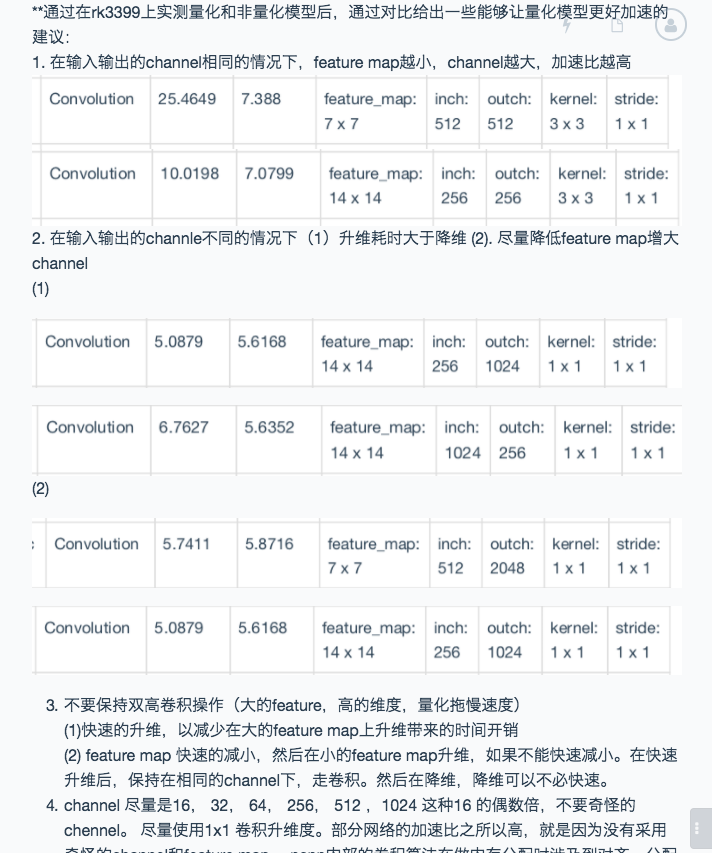 **通过在rk3399上实测量化和非量化模型后，通过对比给出一些能够让量化模型更好加速的
建议：
1. 在输入输出的channel相同的情况下，feature map越小，channel越大，加速比越高
Convolution 25.4649 7.388 feature_map: inch: outch: kernel: stride:
7 x 7 512 512 3 x 3 1 x 1
Convolution 10.0198 7.0799 feature_map: inch: outch: kernel: stride:
14 x 14 256 256 3 x 3 1 x 1
2. 在输入输出的channle不同的情况下（1）升维耗时大于降维 (2). 尽量降低feature map增大
channel
(1)
Convolution 5.0879 5.6168 feature_map: inch: outch: kernel: stride:
14 x 14 256 1024 1 x 1 1 x 1
Convolution 6.7627 5.6352 feature_map: inch: outch: kernel: stride:
14 x 14 1024 256 1 x 1 1 x 1
(2)
Convolution 5.7411 5.8716 feature_map: inch: outch: kernel: stride:
7 x 7 512 2048 1 x 1 1 x 1
Convolution 5.0879 5.6168 feature_map: inch: outch: kernel: stride:
14 x 14 256 1024 1 x 1 1 x 1
3. 不要保持双高卷积操作（大的feature，高的维度，量化拖慢速度）
(1)快速的升维，以减少在大的feature map上升维带来的时间开销
(2) feature map 快速的减小，然后在小的feature map升维，如果不能快速减小。在快速
升维后，保持在相同的channel下，走卷积。然后在降维，降维可以不必快速。
4. channel 尽量是16， 32， 64， 256， 512 ，1024 这种16 的偶数倍，不要奇怪的
chennel。 尽量使用1x1 卷积升维度。部分网络的加速比之所以高，就是因为没有采用